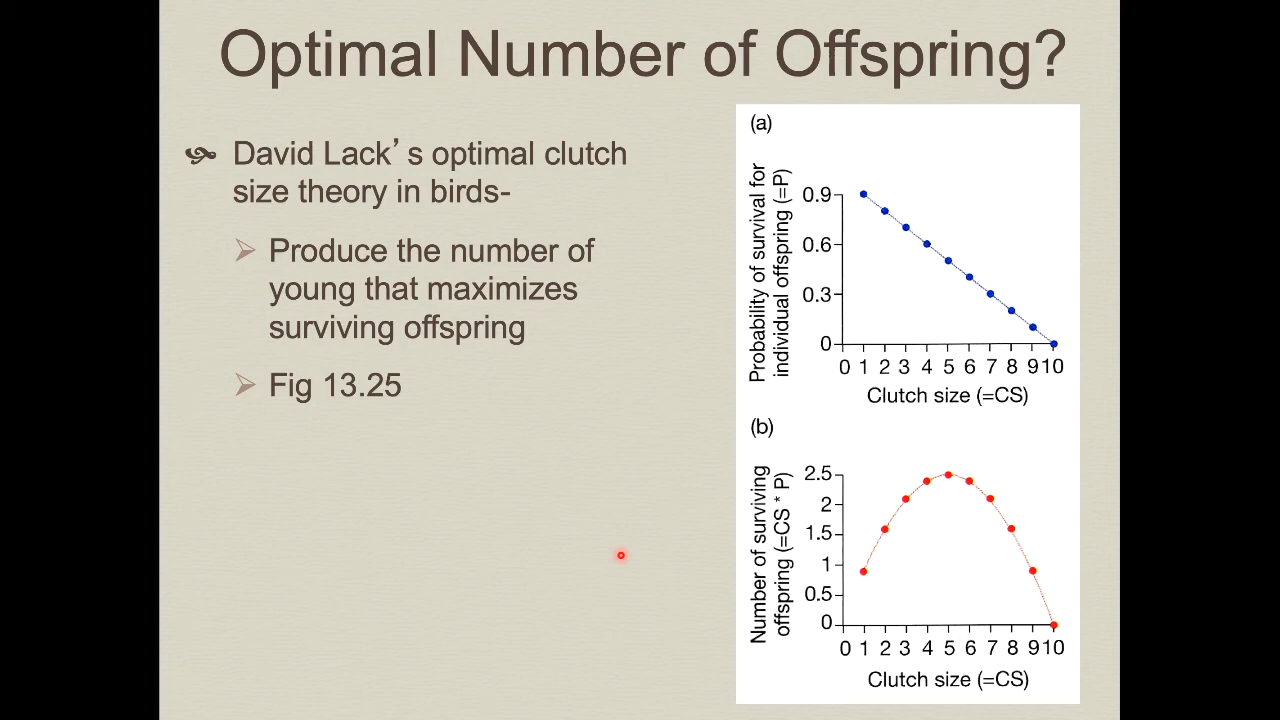 Optimal Number of Offspring?
David Lack’s optimal clutch
size theory in birds-
Produce the number of
young that maximizes
surviving offspring
Fig 13.25
(a)
Probability of survival for
individual offspring (=P)
0.9
0.6
0.3
0
0 1 2 3 4 5 6 7 8 9 10
Clutch size (=CS)
(b)
Number of surviving
offspring (=CS * P)
2.5
2
1.5
1
0.5
0
0 1 2 3 4 5 6 7 8 9 10
Clutch size (=CS)